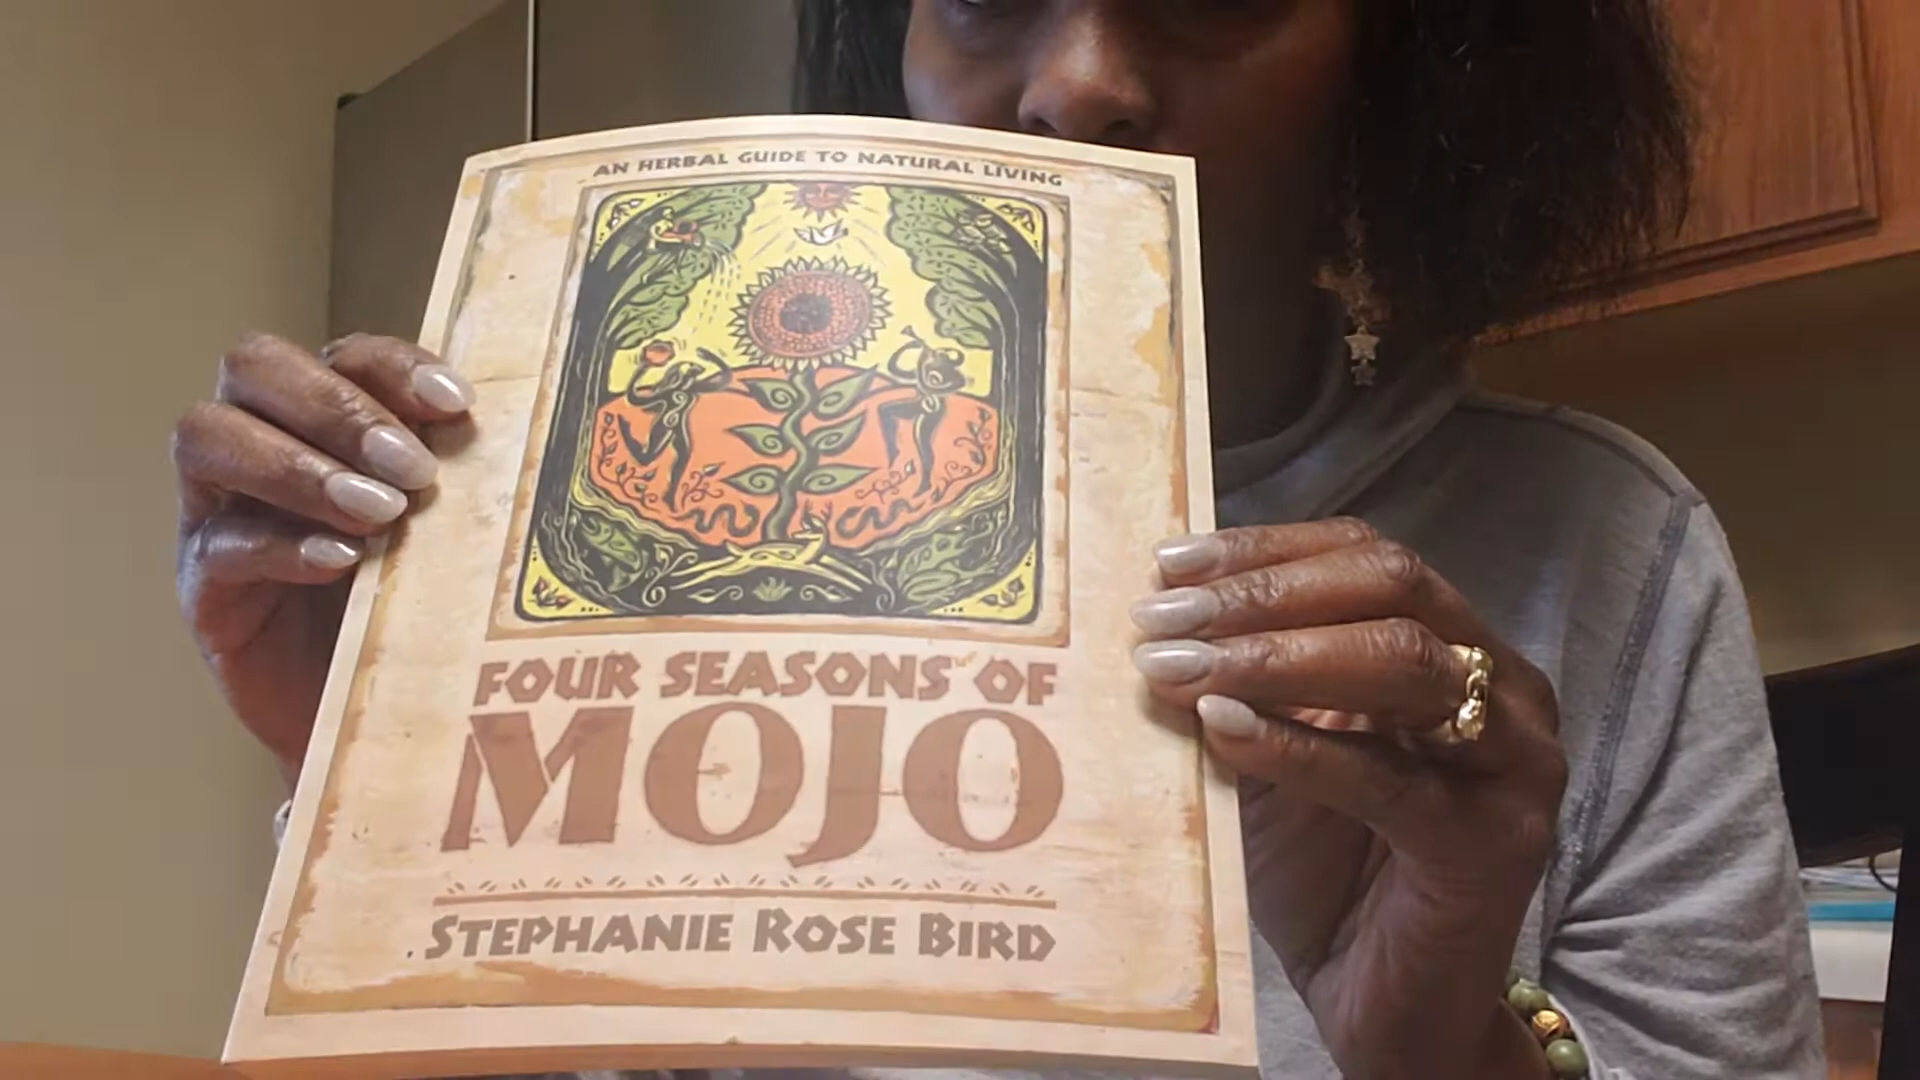 AN HERBAL GUIDE TO NATURAL LIVING
FOUR SEASONS OF
MOJO
STEPHANIE ROSE BIRD